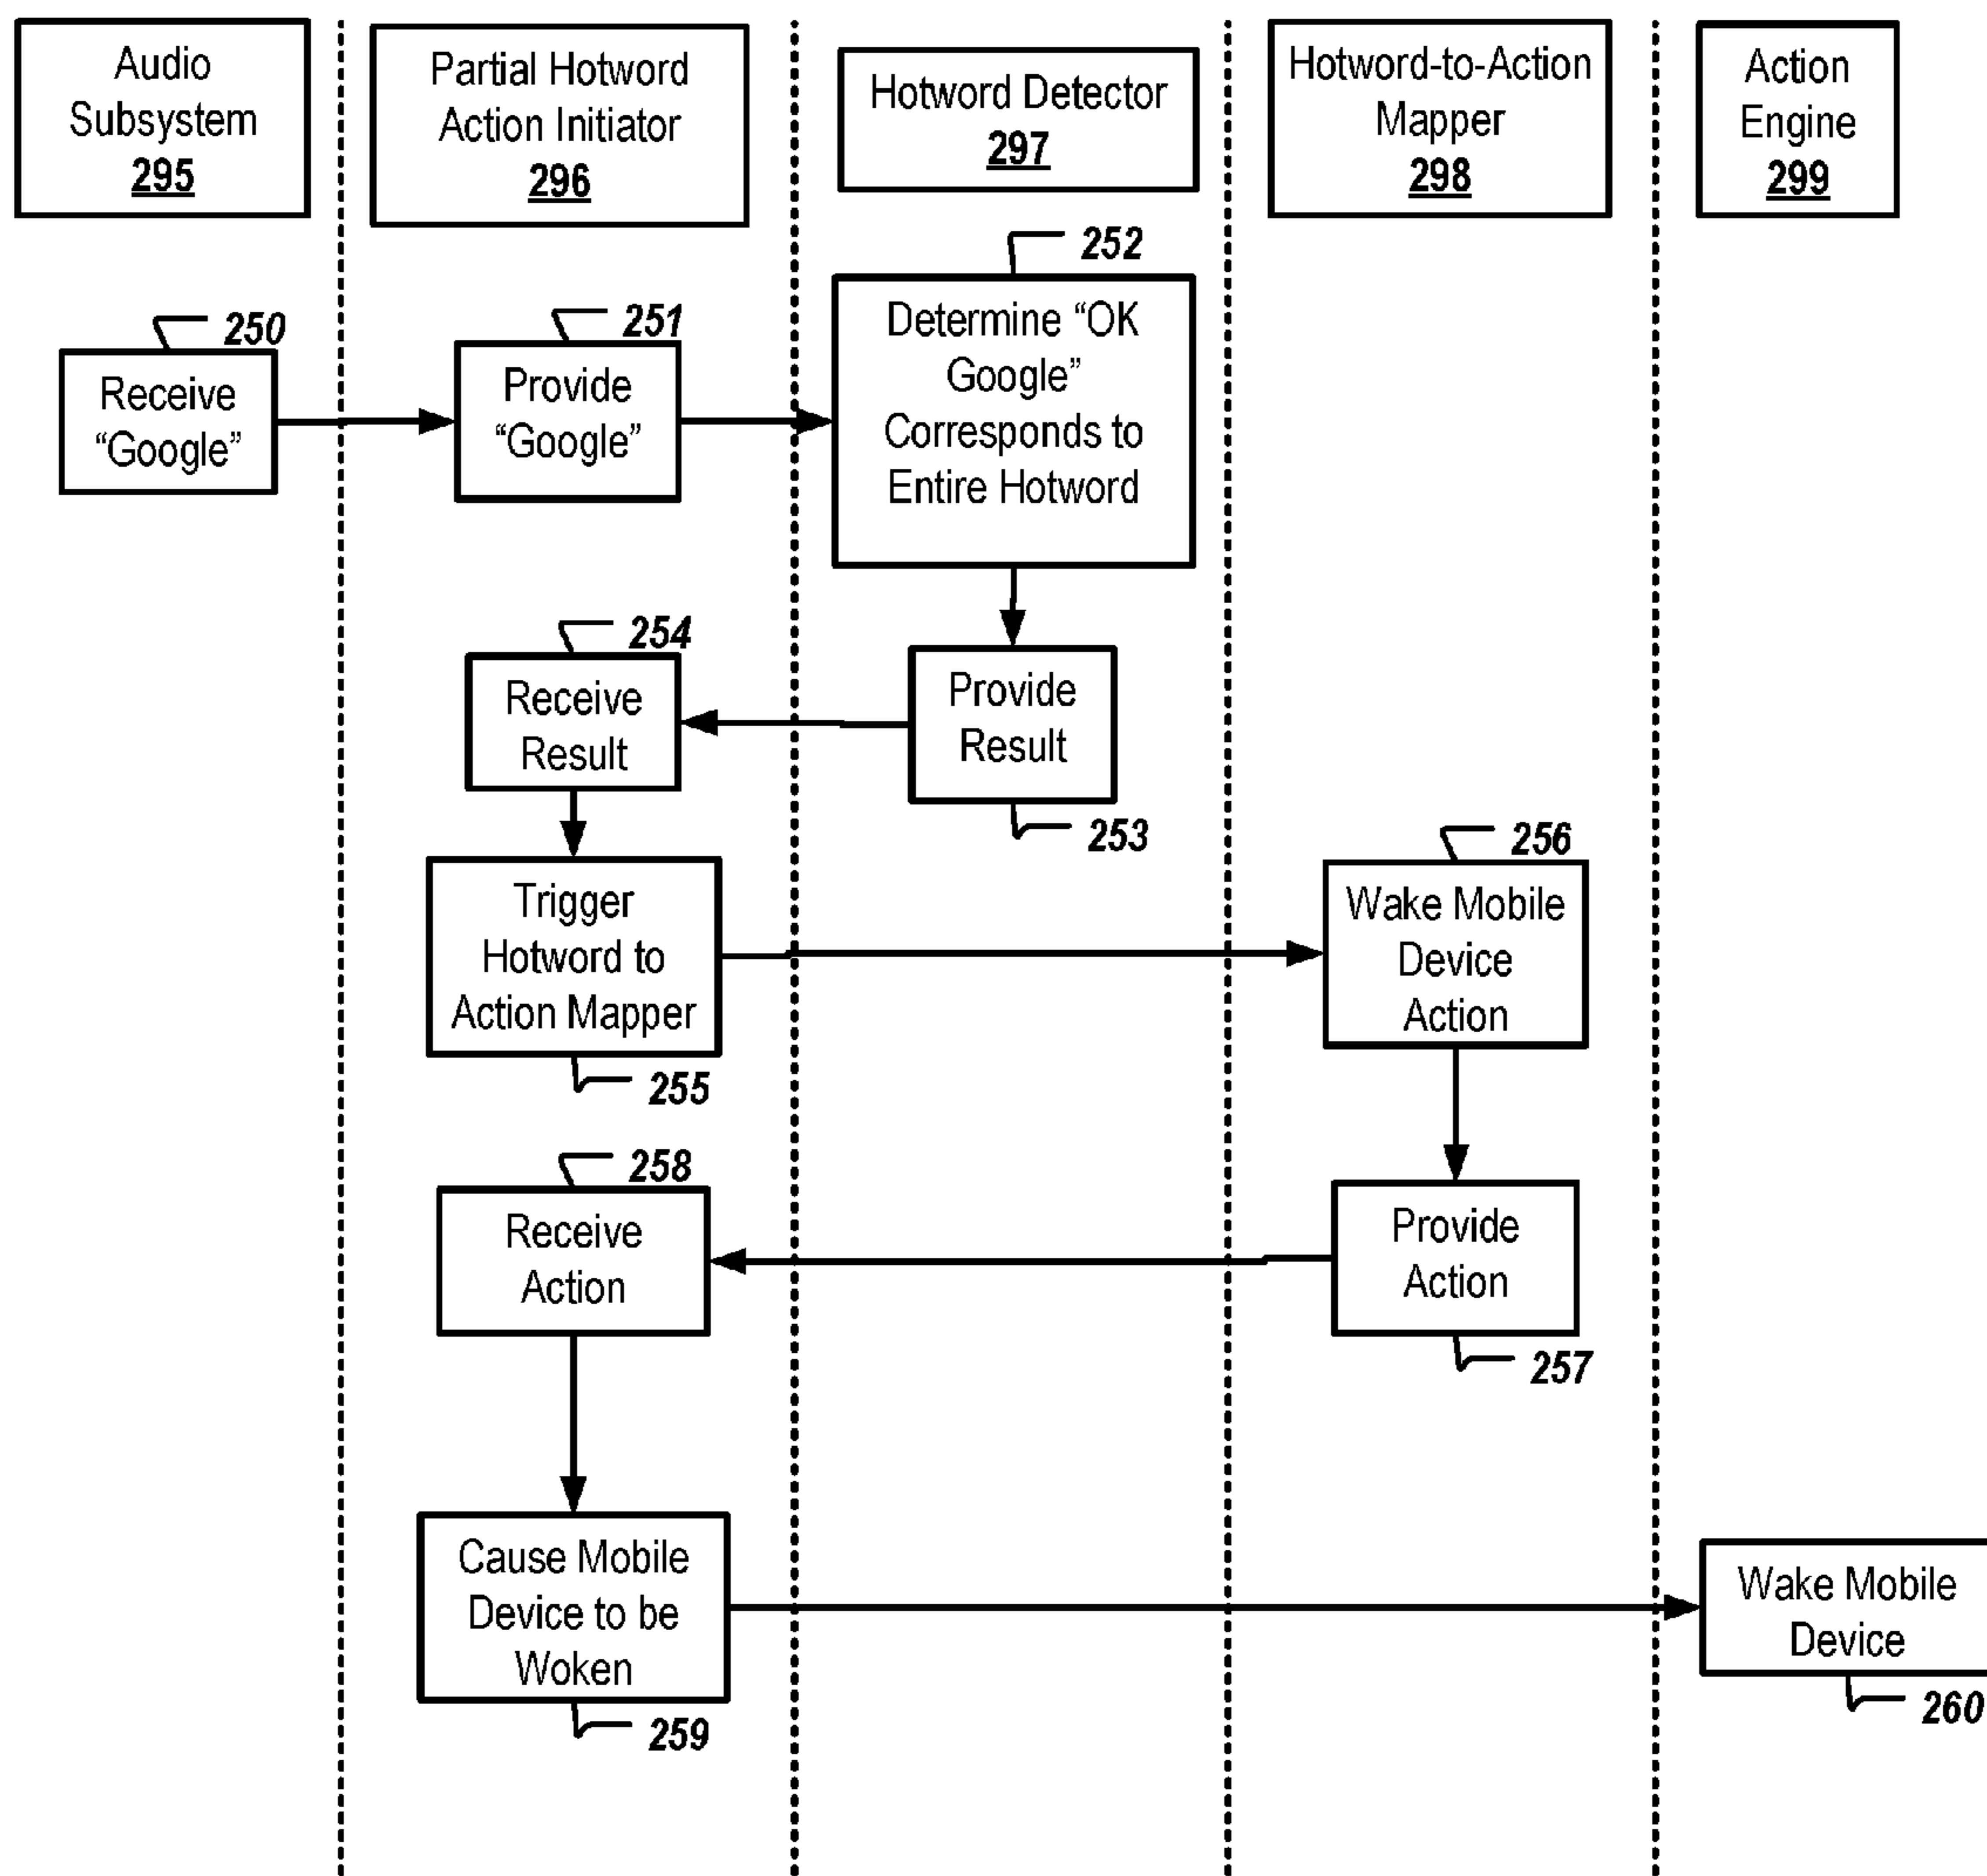 Audio
Subsystem
295
Partial Hotword
Action Initiator
296
Hotword Detector
297
Hotword-to-Action
Mapper
298
Action
Engine
299
250
Receive
“Google”
251
Provide
“Google”
252
Determine “OK
Google”
Corresponds to
Entire Hotword
Provide
Result
253
254
Receive
Result
Trigger
Hotword to
Action Mapper
255
256
Wake Mobile
Device
Action
Provide
Action
257
258
Receive
Action
Cause Mobile
Device to be
Woken
259
Wake Mobile
Device
260